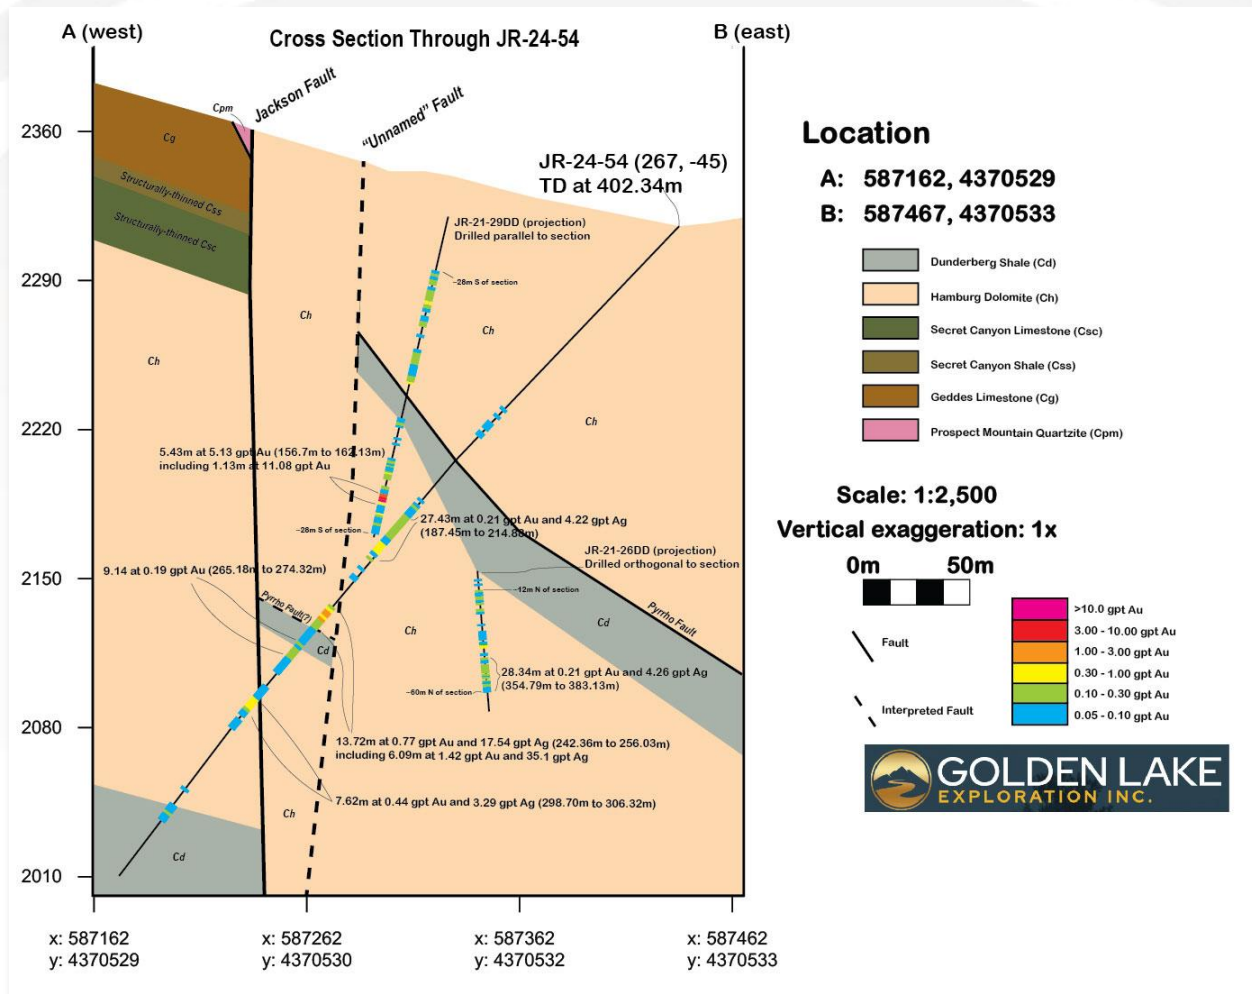 A (west)
B (east)
Cross Section Through JR-24-54
Cpm
Jackson Fault
"Unnamed" Fault
2360
2290
2220
2150
2080
2010
Cg
Structurally-thinned Css
Structurally-thinned Csc
JR-24-54 (267, -45)
TD at 402.34m
JR-21-29DD (projection)
Drilled parallel to section
~28m S of section
Ch
Ch
Ch
Ch
5.43m at 5.13 gpt Au (156.7m to 162.13m)
including 1.13m at 11.08 gpt Au
~28m S of section
27.43m at 0.21 gpt Au and 4.22 gpt Ag
(187.45m to 214.88m)
JR-21-26DD (projection)
Drilled orthogonal to section
9.14 at 0.19 gpt Au (265.18m to 274.32m)
~12m N of section
Pyrrho Fault(?)
Pyrrho Fault
Cd
Ch
Cd
28.34m at 0.21 gpt Au and 4.26 gpt Ag
(354.79m to 383.13m)
~60m N of section
13.72m at 0.77 gpt Au and 17.54 gpt Ag (242.36m to 256.03m)
including 6.09m at 1.42 gpt Au and 35.1 gpt Ag
7.62m at 0.44 gpt Au and 3.29 gpt Ag (298.70m to 306.32m)
Ch
Cd
x: 587162
y: 4370529
x: 587262
y: 4370530
x: 587362
y: 4370532
x: 587462
y: 4370533
Location
A: 587162, 4370529
B: 587467, 4370533
Dunderberg Shale (Cd)
Hamburg Dolomite (Ch)
Secret Canyon Limestone (Csc)
Secret Canyon Shale (Css)
Geddes Limestone (Cg)
Prospect Mountain Quartzite (Cpm)
Scale: 1:2,500
Vertical exaggeration: 1x
0m
50m
Fault
Interpreted Fault
>10.0 gpt Au
3.00 - 10.00 gpt Au
1.00 - 3.00 gpt Au
0.30 - 1.00 gpt Au
0.10 - 0.30 gpt Au
0.05 - 0.10 gpt Au
GOLDEN LAKE
EXPLORATION INC.